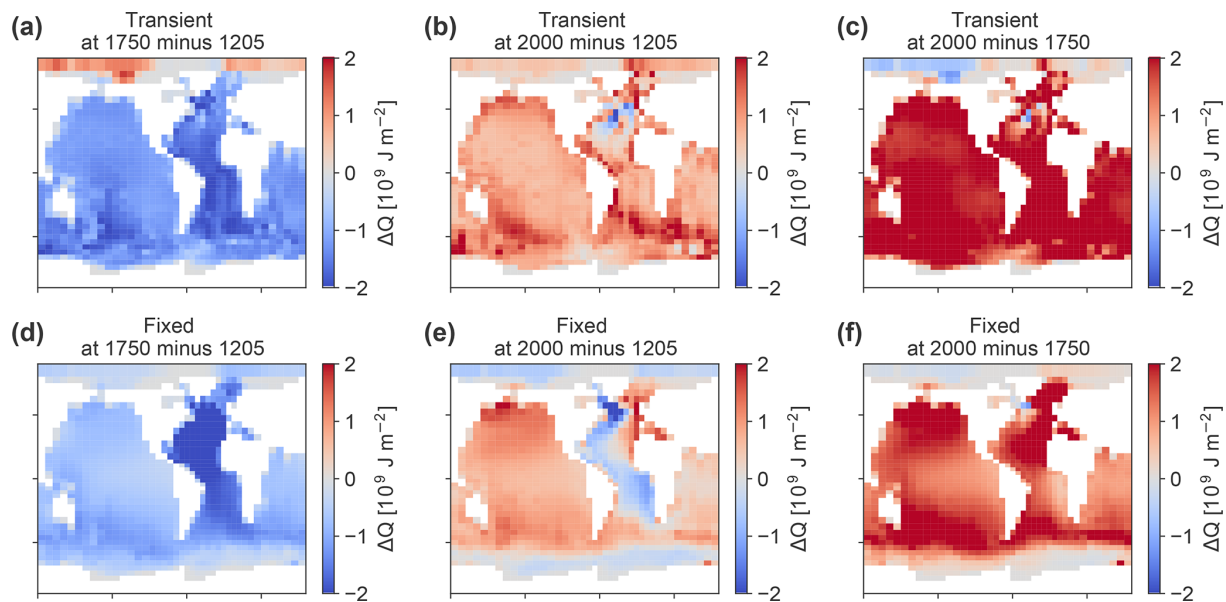 (a) Transient
at 1750 minus 1205
2
1
0
−1
−2
ΔQ [10⁹ J m⁻²]
(b) Transient
at 2000 minus 1205
2
1
0
−1
−2
ΔQ [10⁹ J m⁻²]
(c) Transient
at 2000 minus 1750
2
1
0
−1
−2
ΔQ [10⁹ J m⁻²]
(d) Fixed
at 1750 minus 1205
2
1
0
−1
−2
ΔQ [10⁹ J m⁻²]
(e) Fixed
at 2000 minus 1205
2
1
0
−1
−2
ΔQ [10⁹ J m⁻²]
(f) Fixed
at 2000 minus 1750
2
1
0
−1
−2
ΔQ [10⁹ J m⁻²]